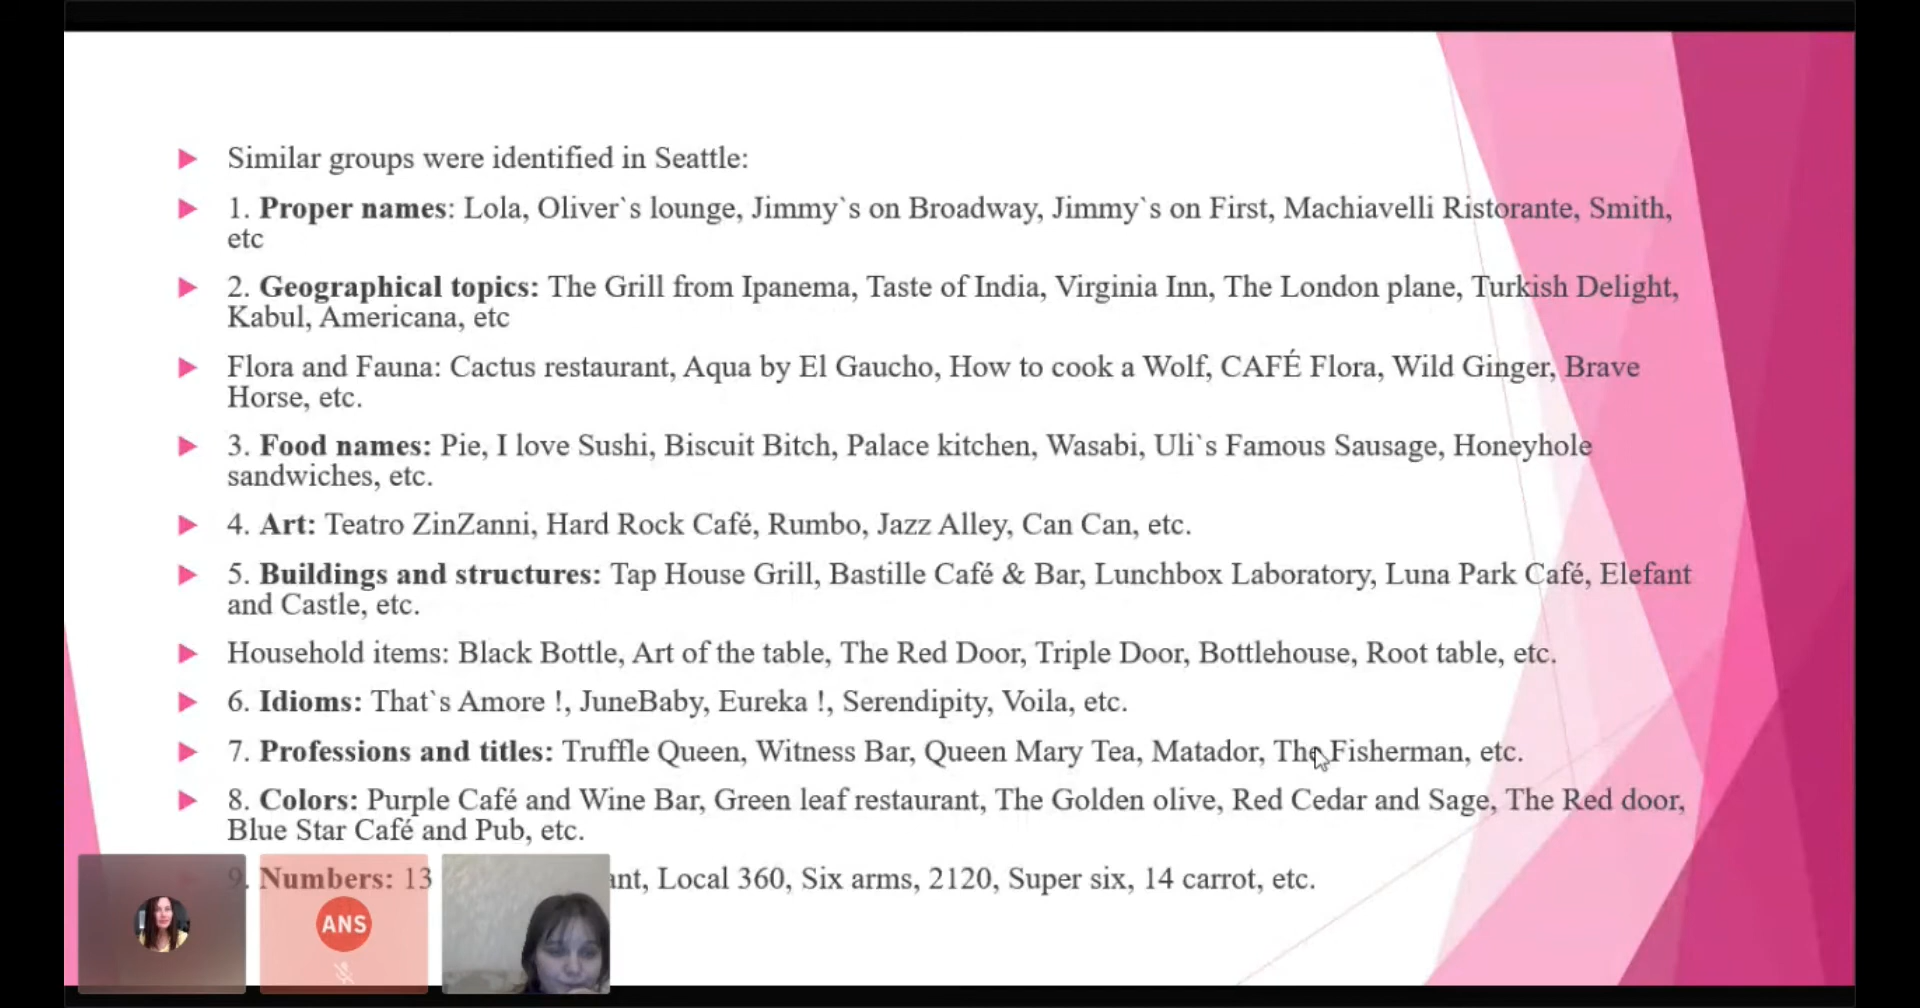 Similar groups were identified in Seattle:
1. Proper names: Lola, Oliver`s lounge, Jimmy`s on Broadway, Jimmy`s on First, Machiavelli Ristorante, Smith,
etc
2. Geographical topics: The Grill from Ipanema, Taste of India, Virginia Inn, The London plane, Turkish Delight,
Kabul, Americana, etc
Flora and Fauna: Cactus restaurant, Aqua by El Gaucho, How to cook a Wolf, CAFÉ Flora, Wild Ginger, Brave
Horse, etc.
3. Food names: Pie, I love Sushi, Biscuit Bitch, Palace kitchen, Wasabi, Uli`s Famous Sausage, Honeyhole
sandwiches, etc.
4. Art: Teatro ZinZanni, Hard Rock Café, Rumbo, Jazz Alley, Can Can, etc.
5. Buildings and structures: Tap House Grill, Bastille Café & Bar, Lunchbox Laboratory, Luna Park Café, Elefant
and Castle, etc.
Household items: Black Bottle, Art of the table, The Red Door, Triple Door, Bottlehouse, Root table, etc.
6. Idioms: That`s Amore !, JuneBaby, Eureka !, Serendipity, Voila, etc.
7. Professions and titles: Truffle Queen, Witness Bar, Queen Mary Tea, Matador, The Fisherman, etc.
8. Colors: Purple Café and Wine Bar, Green leaf restaurant, The Golden olive, Red Cedar and Sage, The Red door,
Blue Star Café and Pub, etc.
9. Numbers: 13 Local 360, Six arms, 2120, Super six, 14 carrot, etc.
ANS